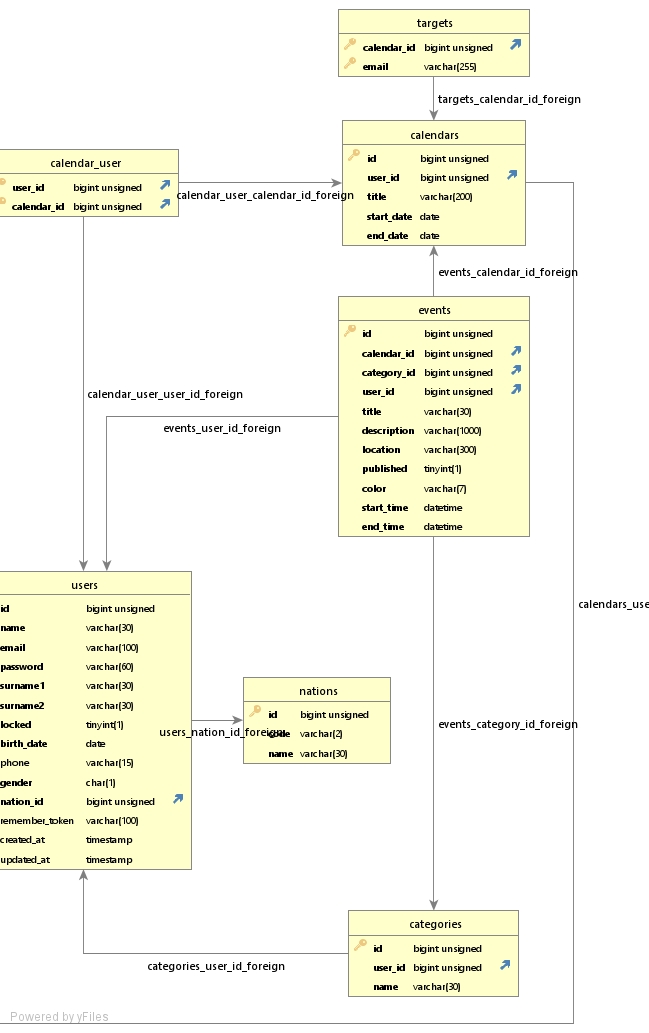 targets
calendar_id bigint unsigned
email varchar(255)
targets_calendar_id_foreign
calendars
id bigint unsigned
user_id bigint unsigned
title varchar(200)
start_date date
end_date date
calendar_user
user_id bigint unsigned
calendar_id bigint unsigned
calendar_user_calendar_id_foreign
events_calendar_id_foreign
events
id bigint unsigned
calendar_id bigint unsigned
category_id bigint unsigned
user_id bigint unsigned
title varchar(30)
description varchar(1000)
location varchar(300)
published tinyint(1)
color varchar(7)
start_time datetime
end_time datetime
calendar_user_user_id_foreign
events_user_id_foreign
users
id bigint unsigned
name varchar(30)
email varchar(100)
password varchar(60)
surname1 varchar(30)
surname2 varchar(30)
locked tinyint(1)
birth_date date
phone varchar(15)
gender char(1)
nation_id bigint unsigned
remember_token varchar(100)
created_at timestamp
updated_at timestamp
calendars_use
nations
id bigint unsigned
code varchar(2)
name varchar(30)
users_nation_id_foreign
events_category_id_foreign
categories
id bigint unsigned
user_id bigint unsigned
name varchar(30)
categories_user_id_foreign
Powered by yFiles